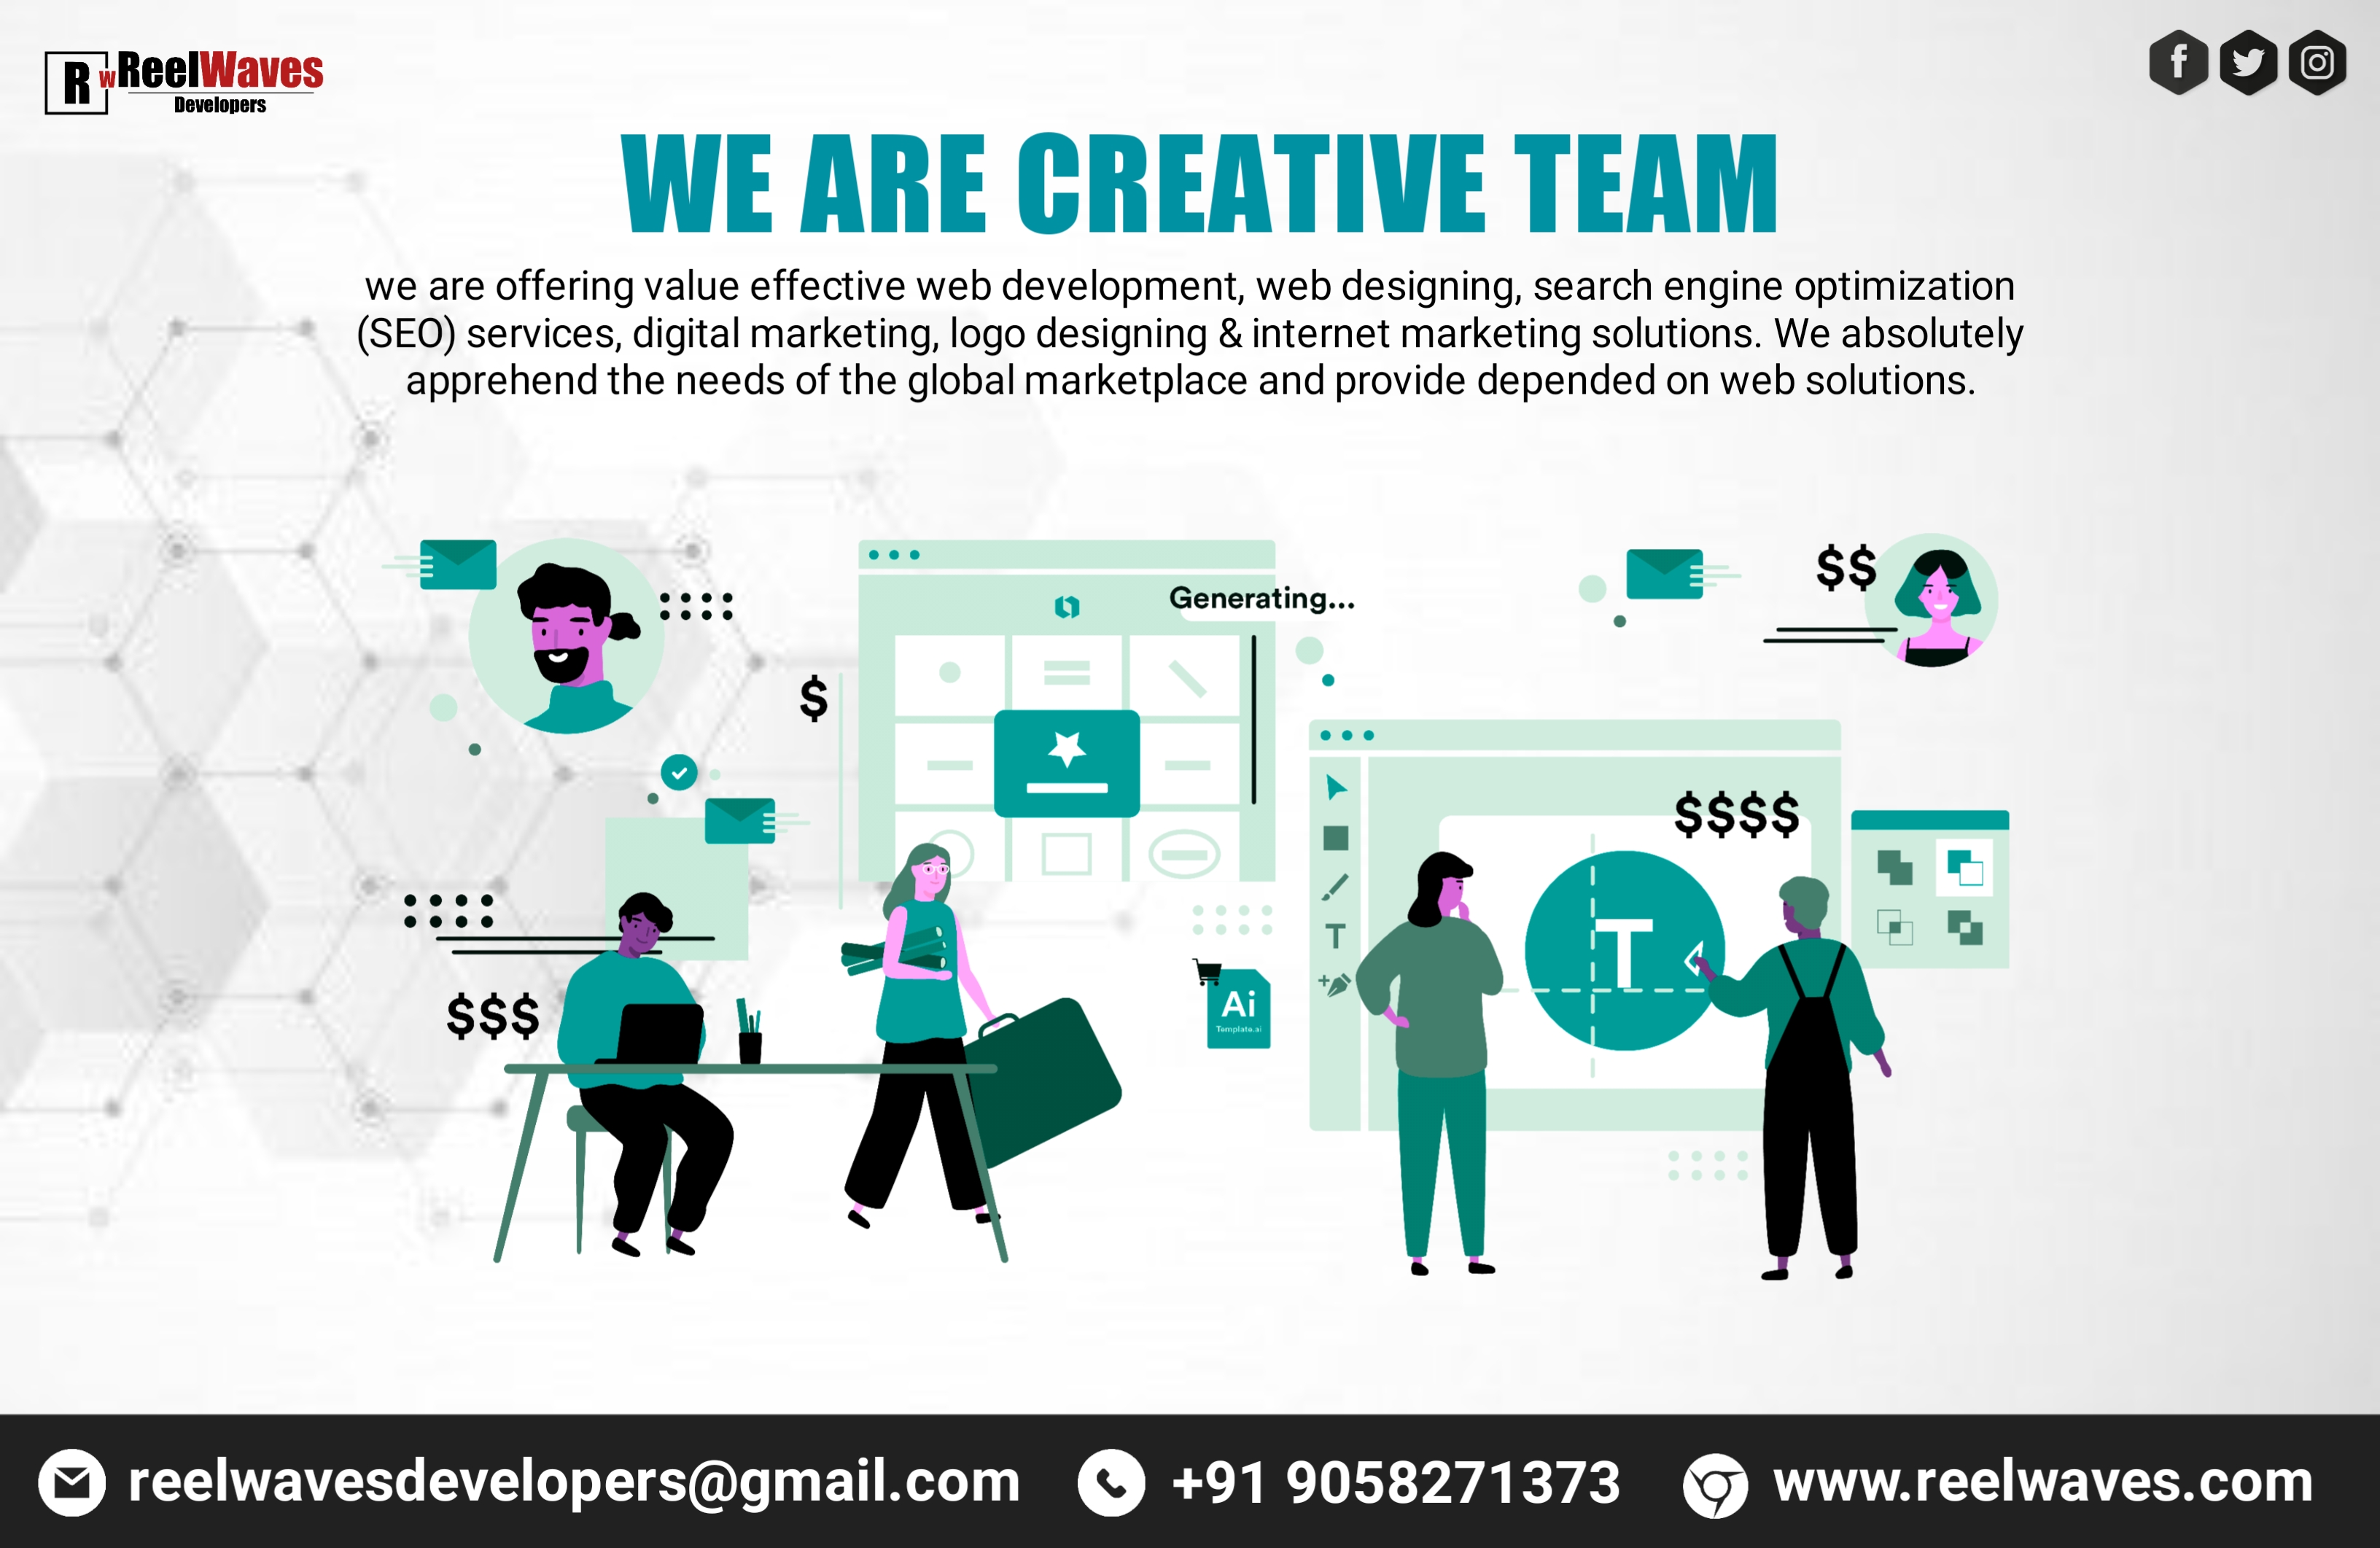 R
W
ReelWaves
Developers
WE ARE CREATIVE TEAM
we are offering value effective web development, web designing, search engine optimization
(SEO) services, digital marketing, logo designing & internet marketing solutions. We absolutely
apprehend the needs of the global marketplace and provide depended on web solutions.
$$
Generating...
$
$$$$
T
T
Ai
Template.ai
$$$
reelwavesdevelopers@gmail.com
+91 9058271373
www.reelwaves.com